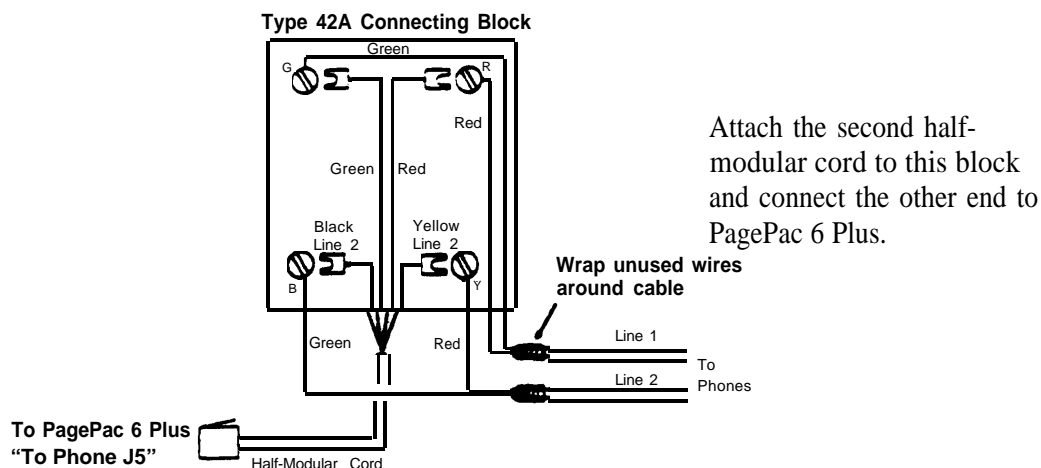 Type 42A Connecting Block
Green
G
R
Red
Green
Red
Black
Line 2
Yellow
Line 2
B
Y
Green
Red
Attach the second half-
modular cord to this block
and connect the other end to
PagePac 6 Plus.
Wrap unused wires
around cable
Line 1
To
Phones
Line 2
To PagePac 6 Plus
“To Phone J5”
Half-Modular Cord